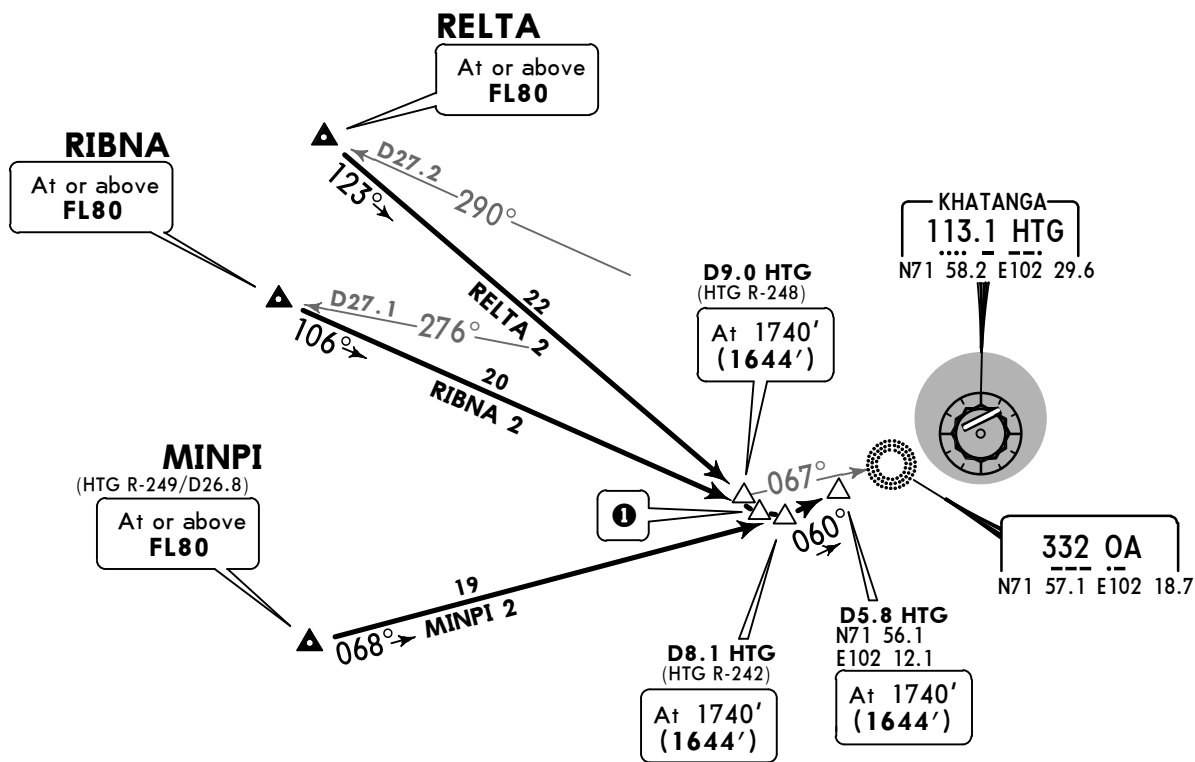 RELTA
At or above
FL80
RIBNA
At or above
FL80
D27.2
290°
123°
D27.1
276°
106°
22
RELTA 2
20
RIBNA 2
KHATANGA
113.1 HTG
N71 58.2 E102 29.6
D9.0 HTG
(HTG R-248)
At 1740'
(1644')
MINPI
(HTG R-249/D26.8)
At or above
FL80
1
067°
060°
332 OA
N71 57.1 E102 18.7
19
MINPI 2
068°
D5.8 HTG
N71 56.1
E102 12.1
At 1740'
(1644')
D8.1 HTG
(HTG R-242)
At 1740'
(1644')